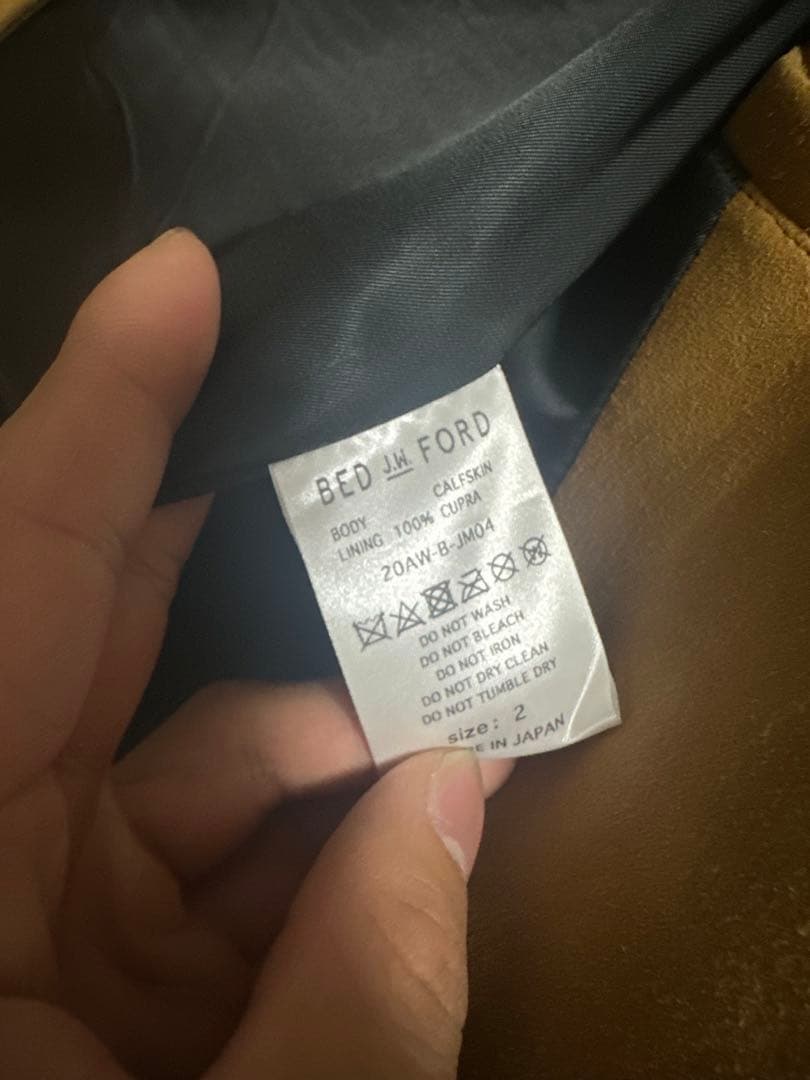 BED J.W. FORD
BODY CALFSKIN
LINING 100% CUPRA
20AW-B-JM04
DO NOT WASH
DO NOT BLEACH
DO NOT IRON
DO NOT DRY CLEAN
DO NOT TUMBLE DRY
size: 2
E IN JAPAN